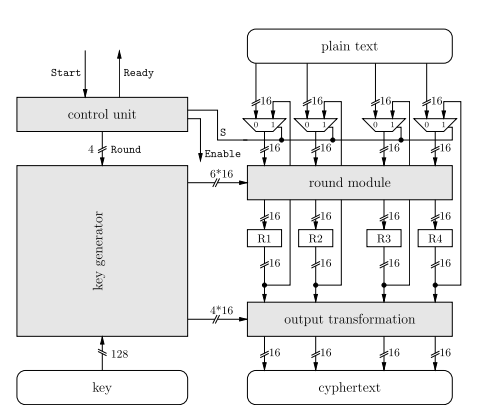 plain text
Start
Ready
16 16 16 16
0 1 0 1 0 1 0 1
control unit
S
4 Round
Enable
16 16 16 16
6*16
round module
key generator
16 16 16 16
R1 R2 R3 R4
16 16 16 16
4*16
output transformation
128
16 16 16 16
key
cyphertext